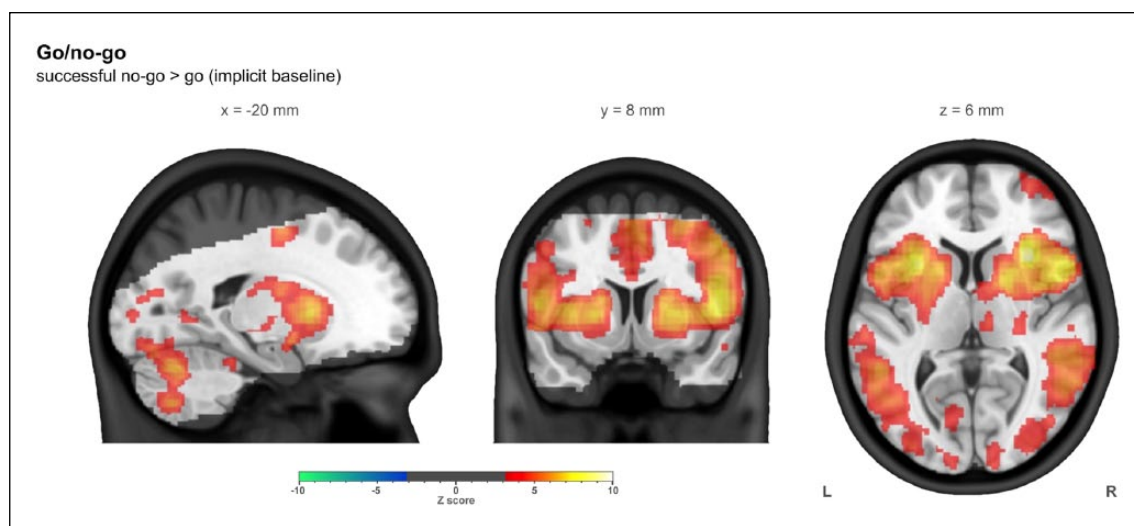 Go/no-go
successful no-go > go (implicit baseline)
x = -20 mm
y = 8 mm
z = 6 mm
-10 -5 0 5 10
Z score
L
R